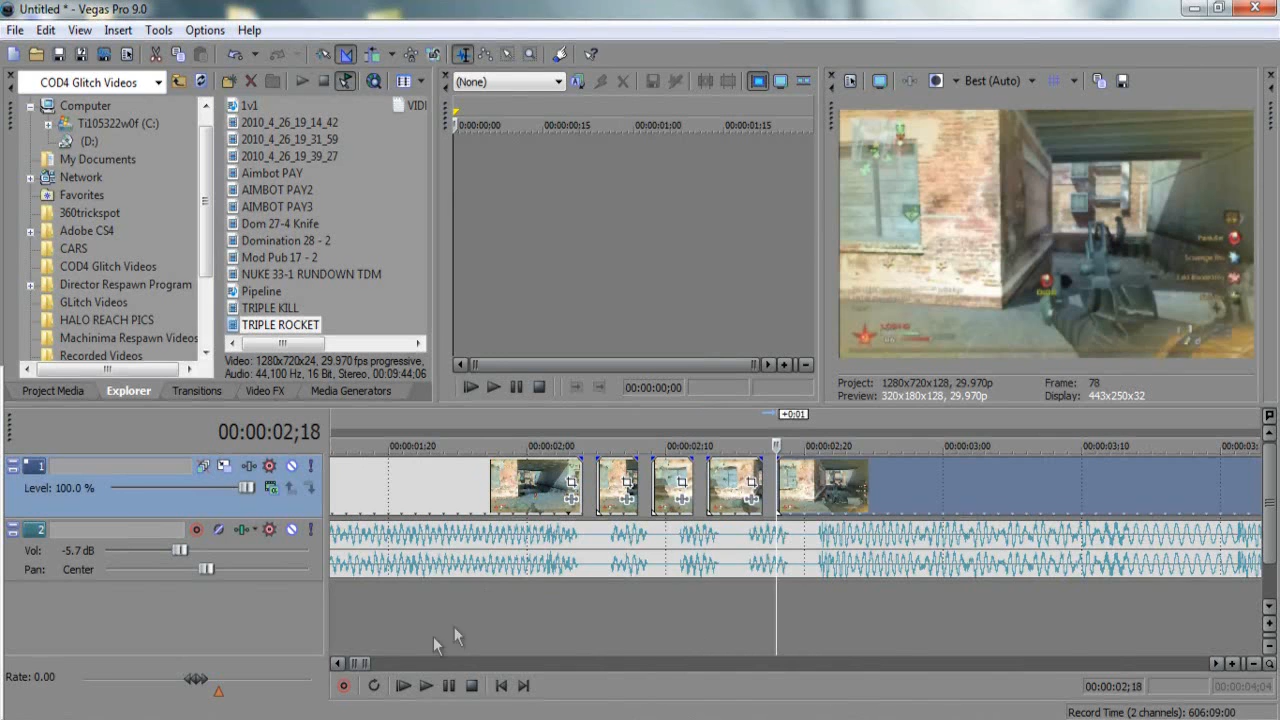 Untitled * - Vegas Pro 9.0
File Edit View Insert Tools Options Help
COD4 Glitch Videos
Computer
Ti105322w0f (C:)
(D:)
My Documents
Network
Favorites
360trickspot
Adobe CS4
CARS
COD4 Glitch Videos
Director Respawn Program
GLitch Videos
HALO REACH PICS
Machinima Respawn Videos
Recorded Videos
1v1
2010_4_26_19_14_42
2010_4_26_19_31_59
2010_4_26_19_39_27
Aimbot PAY
AIMBOT PAY2
AIMBOT PAY3
Dom 27-4 Knife
Domination 28 - 2
Mod Pub 17 - 2
NUKE 33-1 RUNDOWN TDM
Pipeline
TRIPLE KILL
TRIPLE ROCKET
VIDI
Video: 1280x720x24, 29.970 fps progressive,
Audio: 44,100 Hz, 16 Bit, Stereo, 00:09:44;06
Project Media Explorer Transitions Video FX Media Generators
(None)
0:00:00;00 00:00:00;15 00:00:01;00 00:00:01;15
00:00:00;00
Best (Auto)
Project: 1280x720x128, 29.970p Frame: 78
Preview: 320x180x128, 29.970p Display: 443x250x32
+0:01
00:00:02;18
00:00:01;20 00:00:02;00 00:00:02;10 00:00:02;20 00:00:03;00 00:00:03;10 00:00:03;
1
Level: 100.0 %
2
Vol: -5.7 dB
Pan: Center
Rate: 0.00
00:00:02;18 00:00:04;04
Record Time (2 channels): 606:09:00